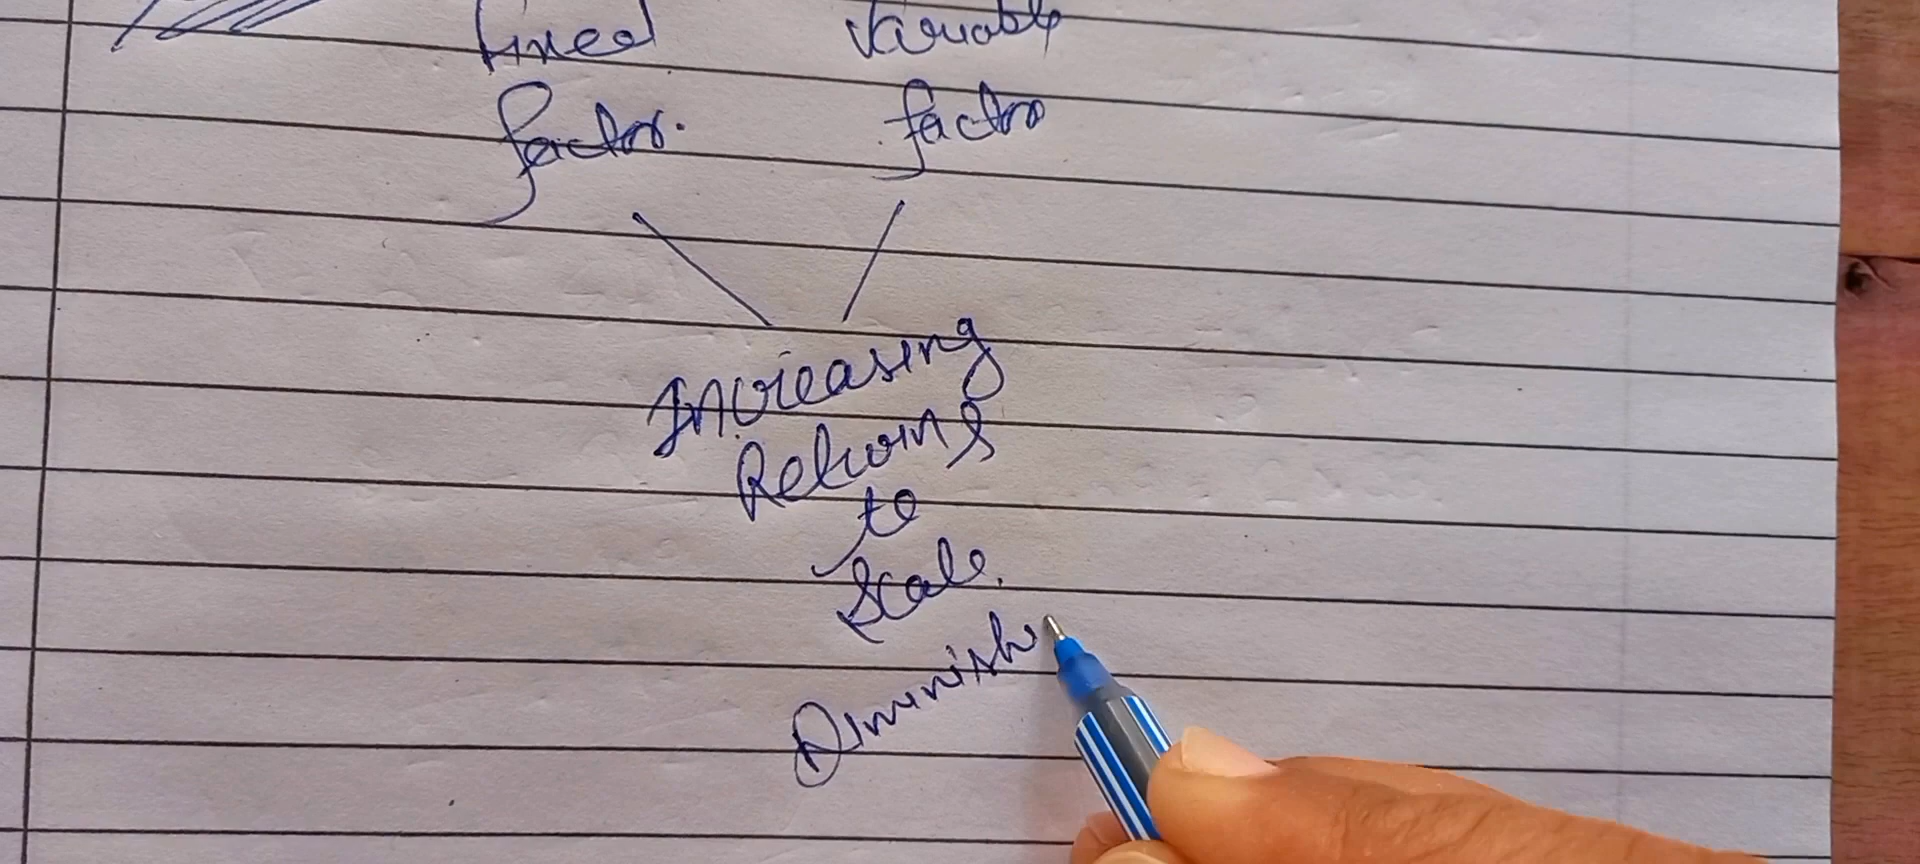 Fixed Variable
factor. factor
Increasing
Returns
to
Scale.
Diminish